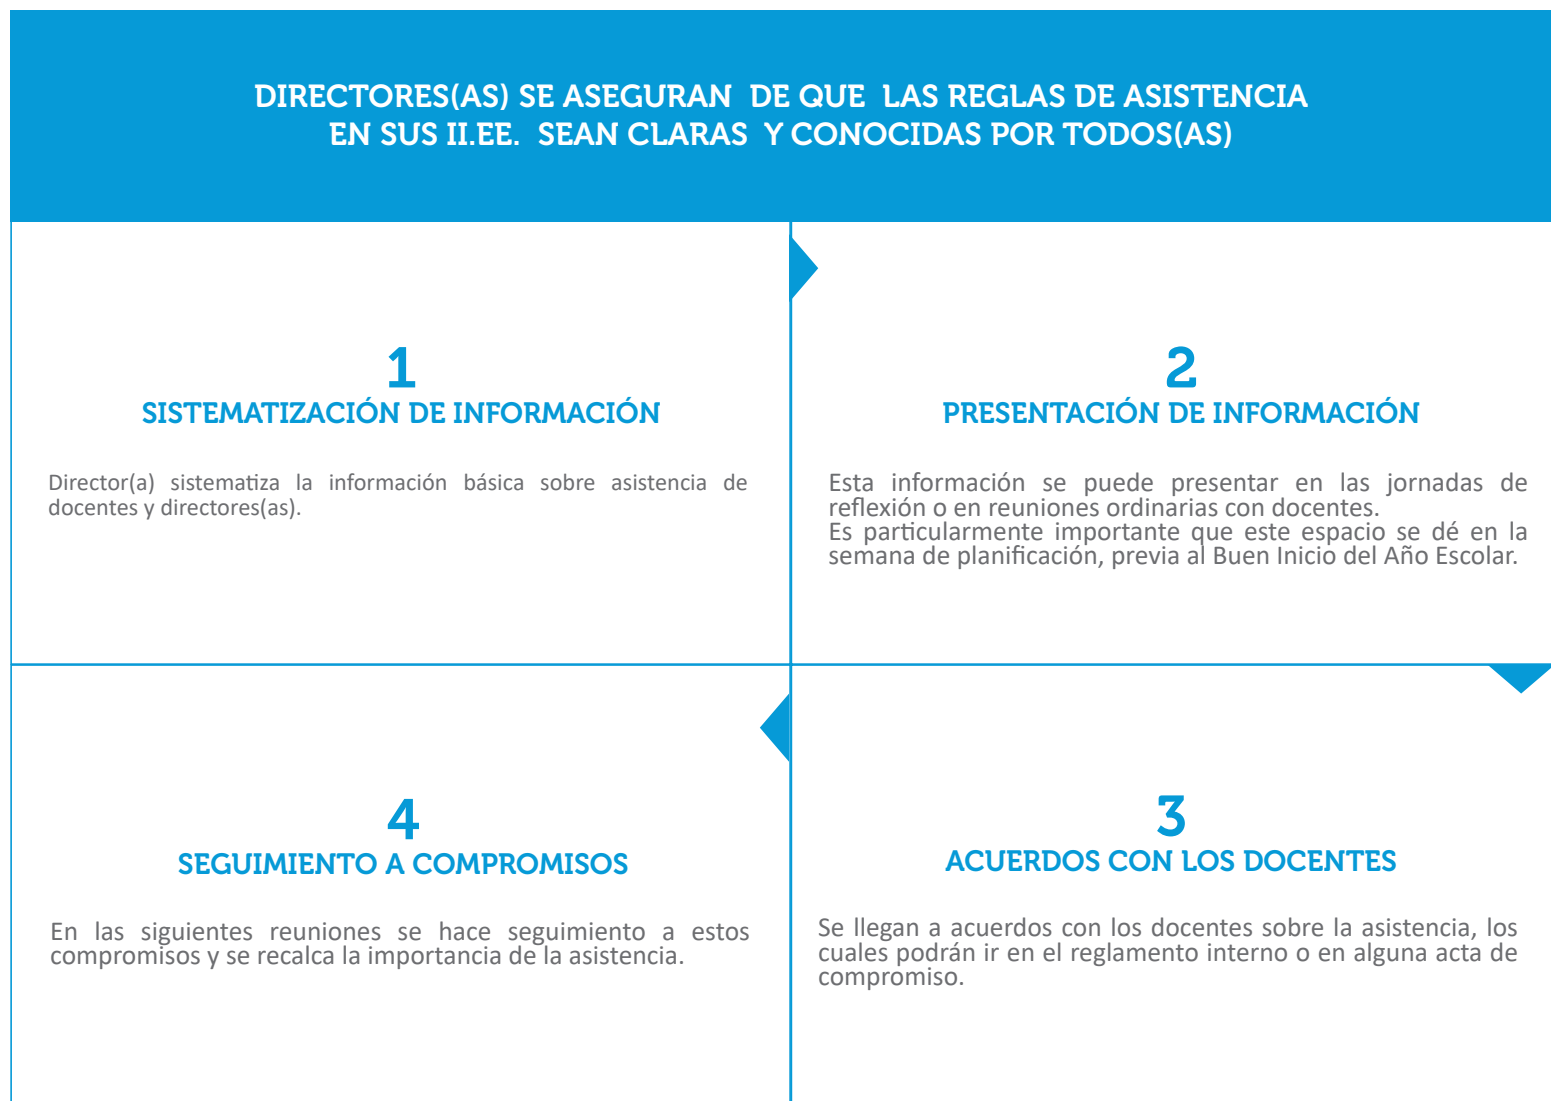 DIRECTORES(AS) SE ASEGURAN DE QUE LAS REGLAS DE ASISTENCIA
EN SUS II.EE. SEAN CLARAS Y CONOCIDAS POR TODOS(AS)
1
SISTEMATIZACIÓN DE INFORMACIÓN
Director(a) sistematiza la información básica sobre asistencia de
docentes y directores(as).
2
PRESENTACIÓN DE INFORMACIÓN
Esta información se puede presentar en las jornadas de
reflexión o en reuniones ordinarias con docentes.
Es particularmente importante que este espacio se dé en la
semana de planificación, previa al Buen Inicio del Año Escolar.
3
ACUERDOS CON LOS DOCENTES
Se llegan a acuerdos con los docentes sobre la asistencia, los
cuales podrán ir en el reglamento interno o en alguna acta de
compromiso.
4
SEGUIMIENTO A COMPROMISOS
En las siguientes reuniones se hace seguimiento a estos
compromisos y se recalca la importancia de la asistencia.